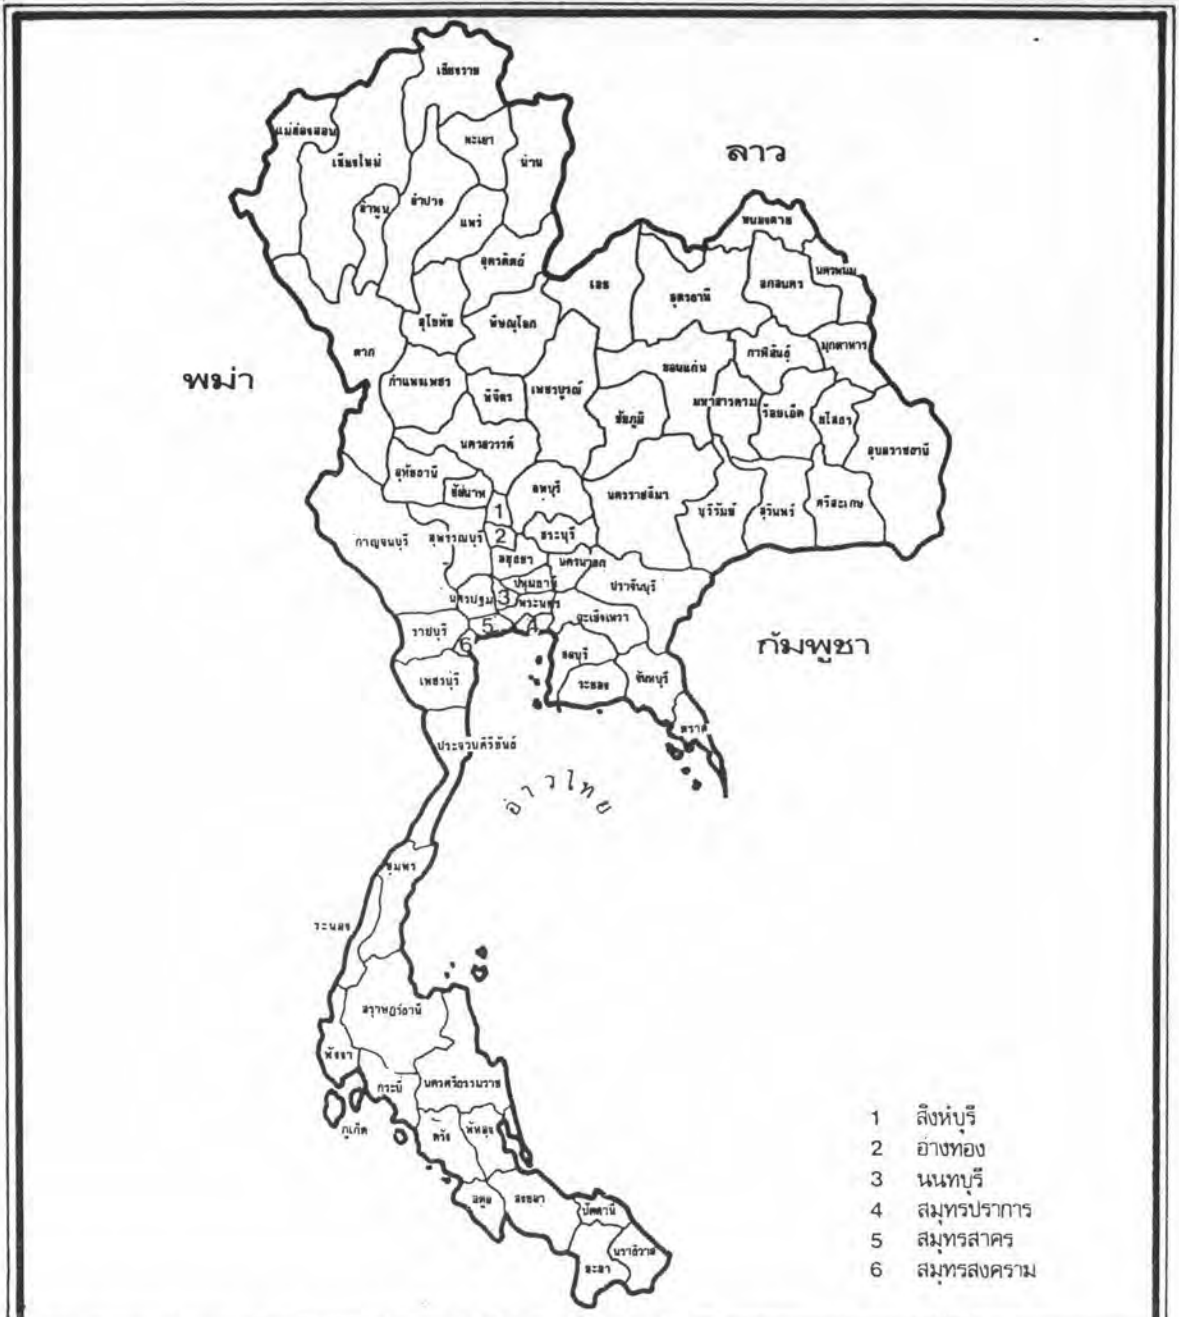 เชียงราย
แม่ฮ่องสอน
พะเยา
เชียงใหม่
น่าน
ลาว
ลำพูน
ลำปาง
แพร่
หนองคาย
อุตรดิตถ์
นครพนม
เลย
อุดรธานี
สกลนคร
สุโขทัย
พิษณุโลก
ตาก
กาฬสินธุ์
มุกดาหาร
ขอนแก่น
พม่า
กำแพงเพชร
พิจิตร
เพชรบูรณ์
มหาสารคาม
ร้อยเอ็ด
ยโสธร
ชัยภูมิ
นครสวรรค์
อุบลราชธานี
อุทัยธานี
ชัยนาท
ลพบุรี
นครราชสีมา
บุรีรัมย์
สุรินทร์
ศรีสะเกษ
1
กาญจนบุรี
สุพรรณบุรี
2
สระบุรี
อยุธยา
นครนายก
ปทุมธานี
ปราจีนบุรี
นครปฐม
3
พระนคร
ฉะเชิงเทรา
ราชบุรี
5
4
6
กัมพูชา
ชลบุรี
เพชรบุรี
ระยอง
จันทบุรี
ตราด
ประจวบคีรีขันธ์
อ่าวไทย
ชุมพร
ระนอง
สุราษฎร์ธานี
พังงา
กระบี่
นครศรีธรรมราช
ภูเก็ต
ตรัง
พัทลุง
สตูล
สงขลา
ปัตตานี
นราธิวาส
ยะลา
1 สิงห์บุรี
2 อ่างทอง
3 นนทบุรี
4 สมุทรปราการ
5 สมุทรสาคร
6 สมุทรสงคราม